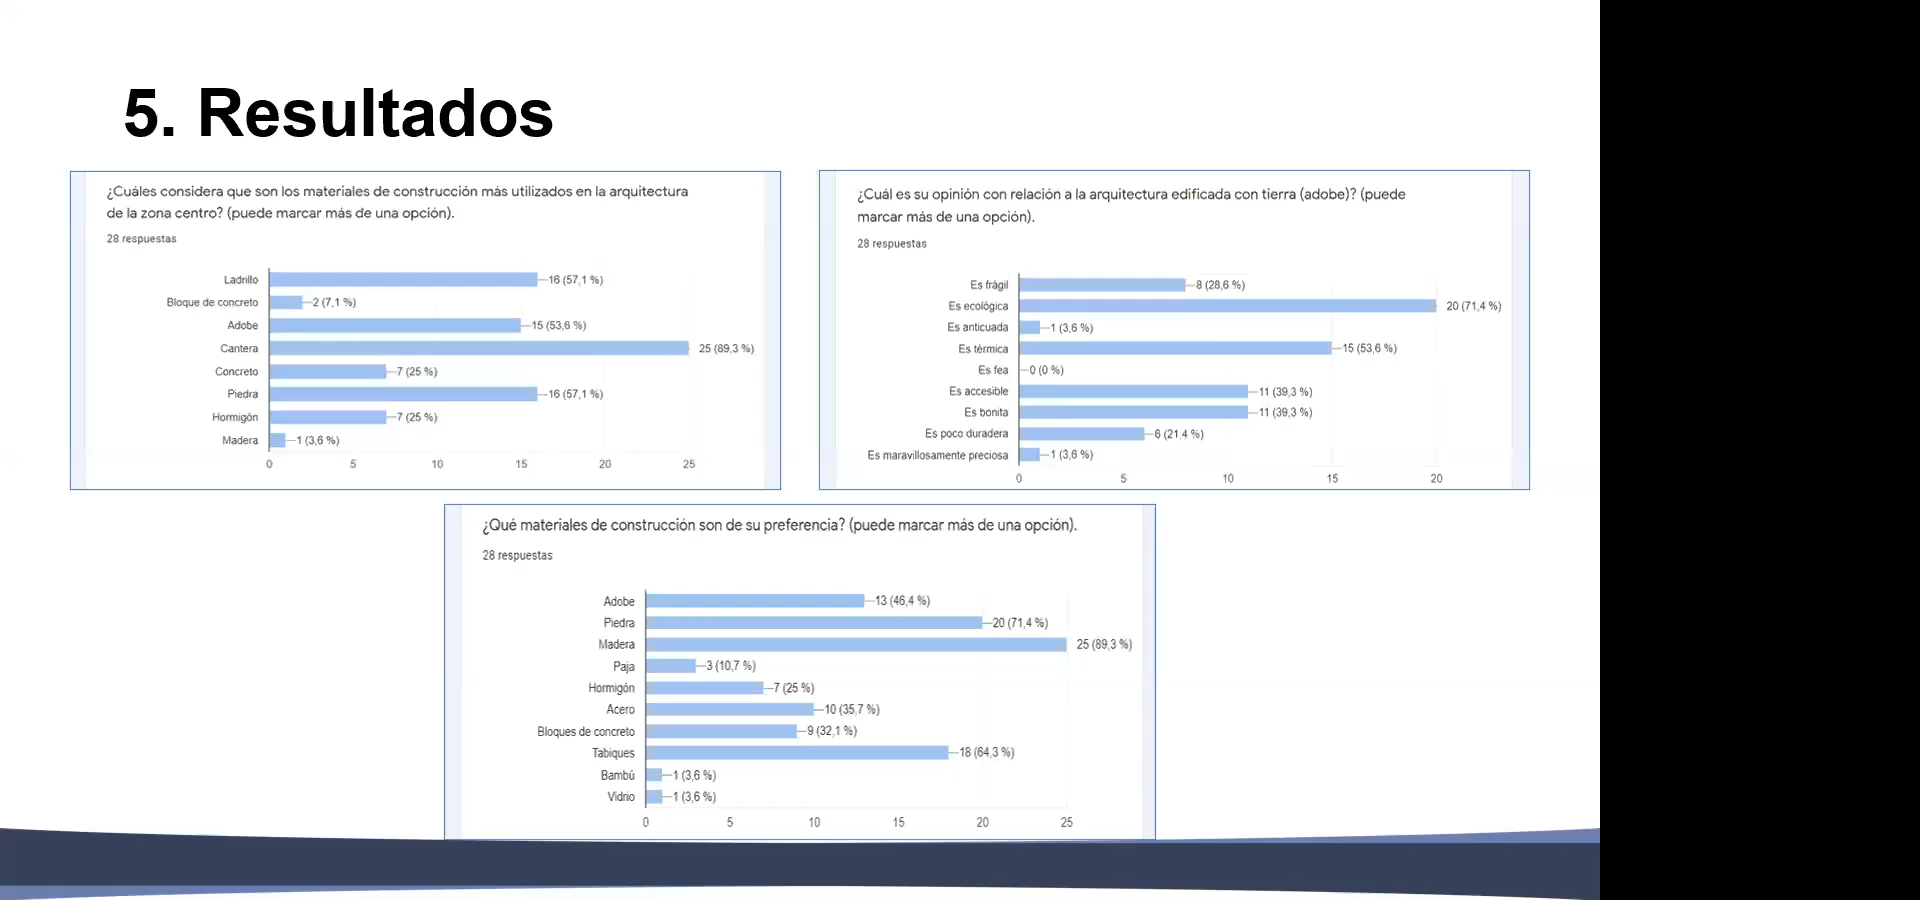 5. Resultados
¿Cuáles considera que son los materiales de construcción más utilizados en la arquitectura
de la zona centro? (puede marcar más de una opción).
28 respuestas
Ladrillo 16 (57,1 %)
Bloque de concreto 2 (7,1 %)
Adobe 15 (53,6 %)
Cantera 25 (89,3 %)
Concreto 7 (25 %)
Piedra 16 (57,1 %)
Hormigón 7 (25 %)
Madera 1 (3,6 %)
0 5 10 15 20 25
¿Cuál es su opinión con relación a la arquitectura edificada con tierra (adobe)? (puede
marcar más de una opción).
28 respuestas
Es frágil 8 (28,6 %)
Es ecológica 20 (71,4 %)
Es anticuada 1 (3,6 %)
Es térmica 15 (53,6 %)
Es fea 0 (0 %)
Es accesible 11 (39,3 %)
Es bonita 11 (39,3 %)
Es poco duradera 6 (21,4 %)
Es maravillosamente preciosa 1 (3,6 %)
0 5 10 15 20
¿Qué materiales de construcción son de su preferencia? (puede marcar más de una opción).
28 respuestas
Adobe 13 (46,4 %)
Piedra 20 (71,4 %)
Madera 25 (89,3 %)
Paja 3 (10,7 %)
Hormigón 7 (25 %)
Acero 10 (35,7 %)
Bloques de concreto 9 (32,1 %)
Tabiques 18 (64,3 %)
Bambú 1 (3,6 %)
Vidrio 1 (3,6 %)
0 5 10 15 20 25